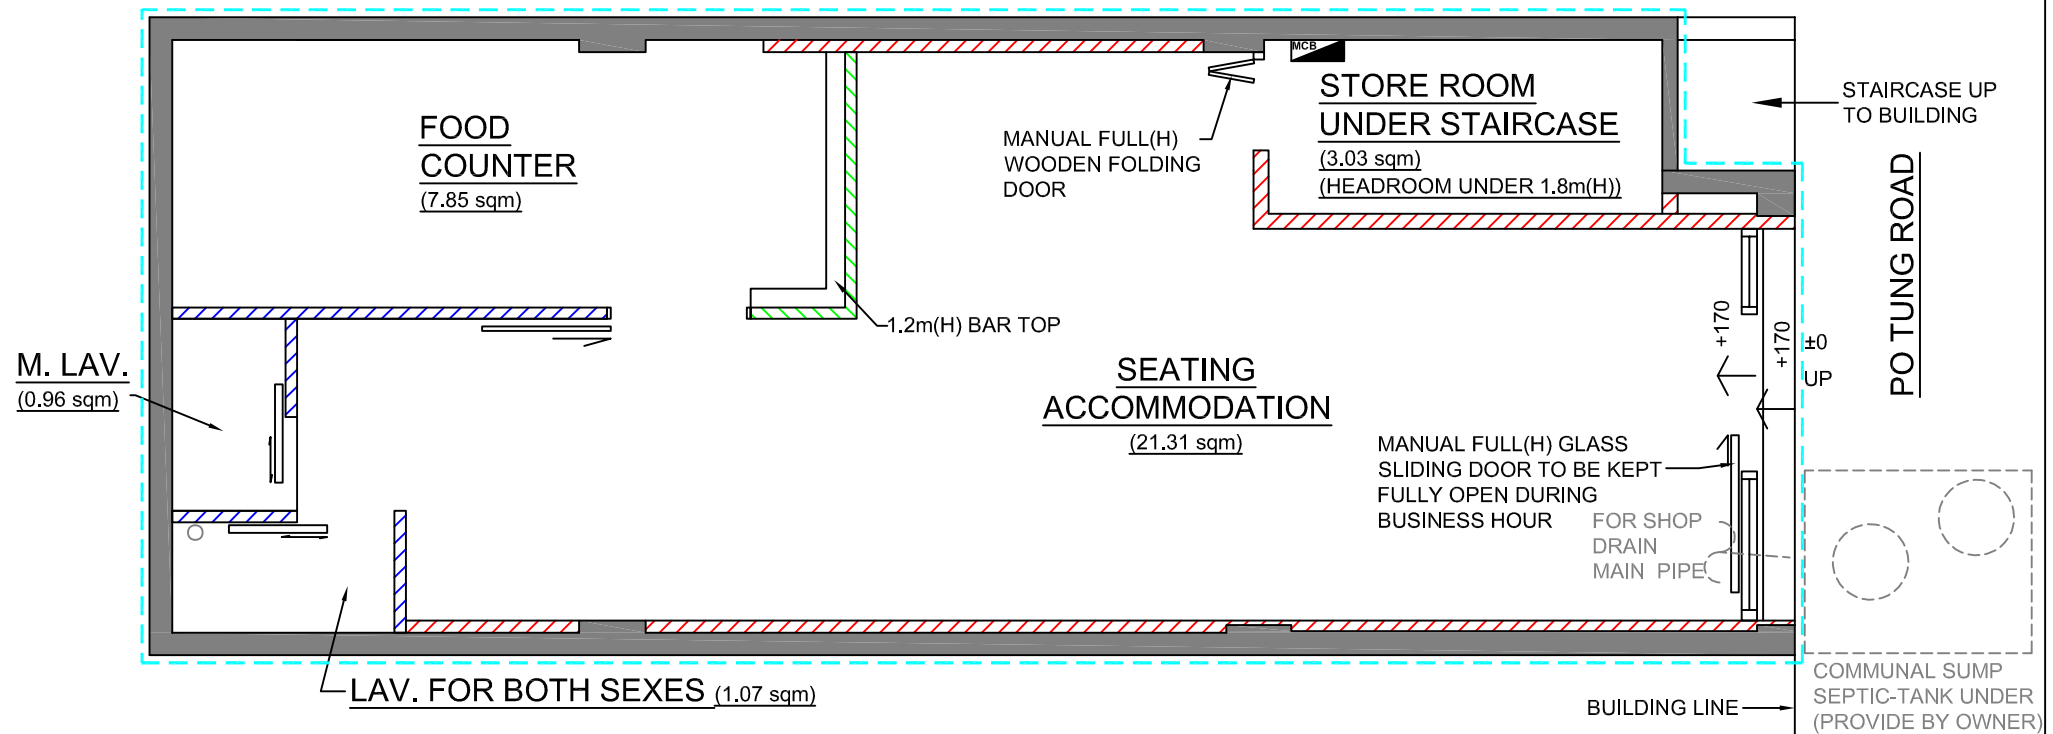 MCB
STORE ROOM
UNDER STAIRCASE
(3.03 sqm)
(HEADROOM UNDER 1.8m(H))
STAIRCASE UP
TO BUILDING
FOOD
COUNTER
(7.85 sqm)
MANUAL FULL(H)
WOODEN FOLDING
DOOR
PO TUNG ROAD
1.2m(H) BAR TOP
+170
+170
±0
UP
M. LAV.
(0.96 sqm)
SEATING
ACCOMMODATION
(21.31 sqm)
MANUAL FULL(H) GLASS
SLIDING DOOR TO BE KEPT
FULLY OPEN DURING
BUSINESS HOUR
FOR SHOP
DRAIN
MAIN PIPE
LAV. FOR BOTH SEXES (1.07 sqm)
BUILDING LINE
COMMUNAL SUMP
SEPTIC-TANK UNDER
(PROVIDE BY OWNER)